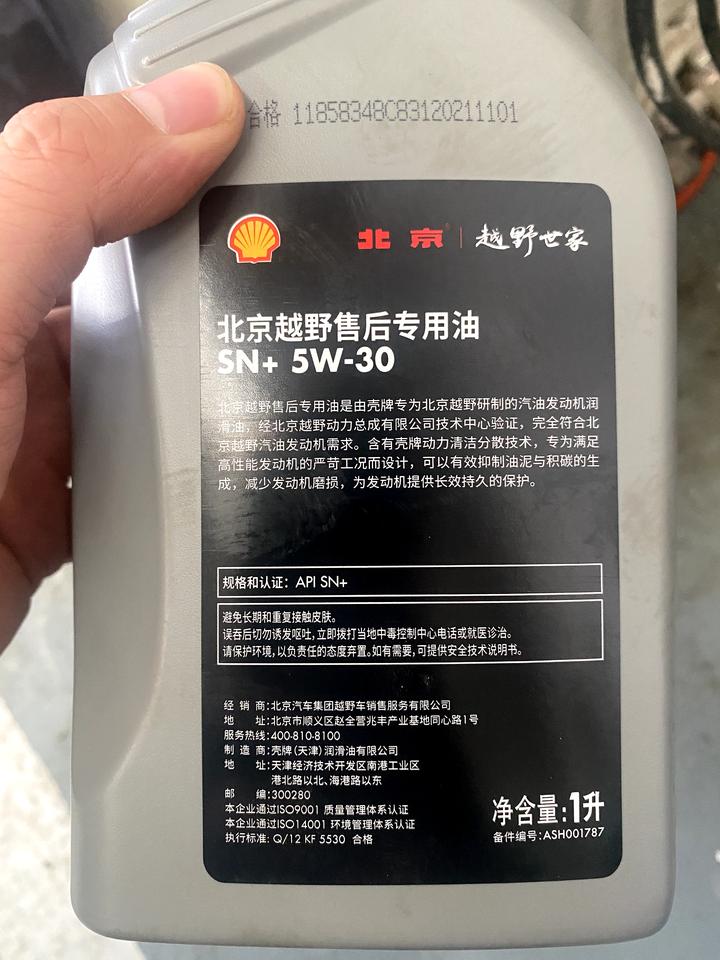 合格 11858348C83120211101
北京® | 越野世家
北京越野售后专用油
SN+ 5W-30
北京越野售后专用油是由壳牌专为北京越野研制的汽油发动机润
滑油，经北京越野动力总成有限公司技术中心验证，完全符合北
京越野汽油发动机需求。含有壳牌动力清洁分散技术，专为满足
高性能发动机的严苛工况而设计，可以有效抑制油泥与积碳的生
成，减少发动机磨损，为发动机提供长效持久的保护。
规格和认证：API SN+
避免长期和重复接触皮肤。
误吞后切勿诱发呕吐，立即拨打当地中毒控制中心电话或就医诊治。
请保护环境，以负责任的态度弃置。如有需要，可提供安全技术说明书。
经销商：北京汽车集团越野车销售服务有限公司
地址：北京市顺义区赵全营兆丰产业基地同心路1号
服务热线：400-810-8100
制造商：壳牌（天津）润滑油有限公司
地址：天津经济技术开发区南港工业区
港北路以北、海港路以东
邮编：300280
本企业通过ISO9001 质量管理体系认证
本企业通过ISO14001 环境管理体系认证
执行标准：Q/12 KF 5530 合格
净含量：1升
备件编号：ASH001787